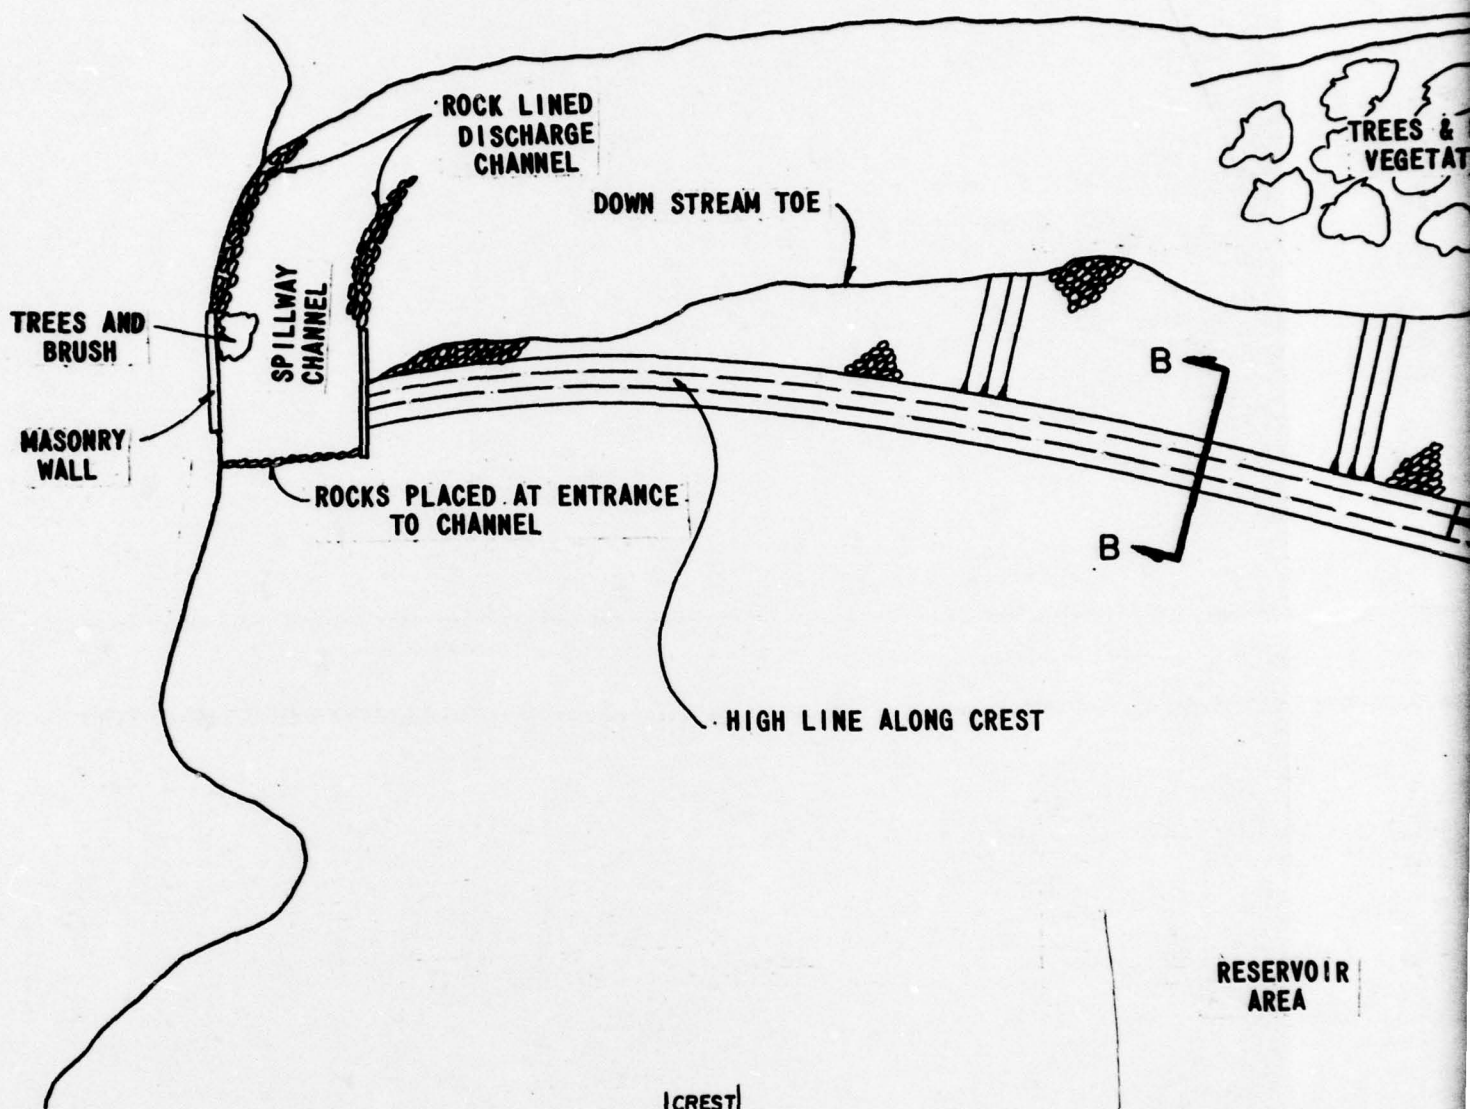 ROCK LINED
DISCHARGE
CHANNEL
TREES &
VEGETAT
DOWN STREAM TOE
SPILLWAY
CHANNEL
TREES AND
BRUSH
B
MASONRY
WALL
ROCKS PLACED AT ENTRANCE
TO CHANNEL
B
HIGH LINE ALONG CREST
RESERVOIR
AREA
CREST